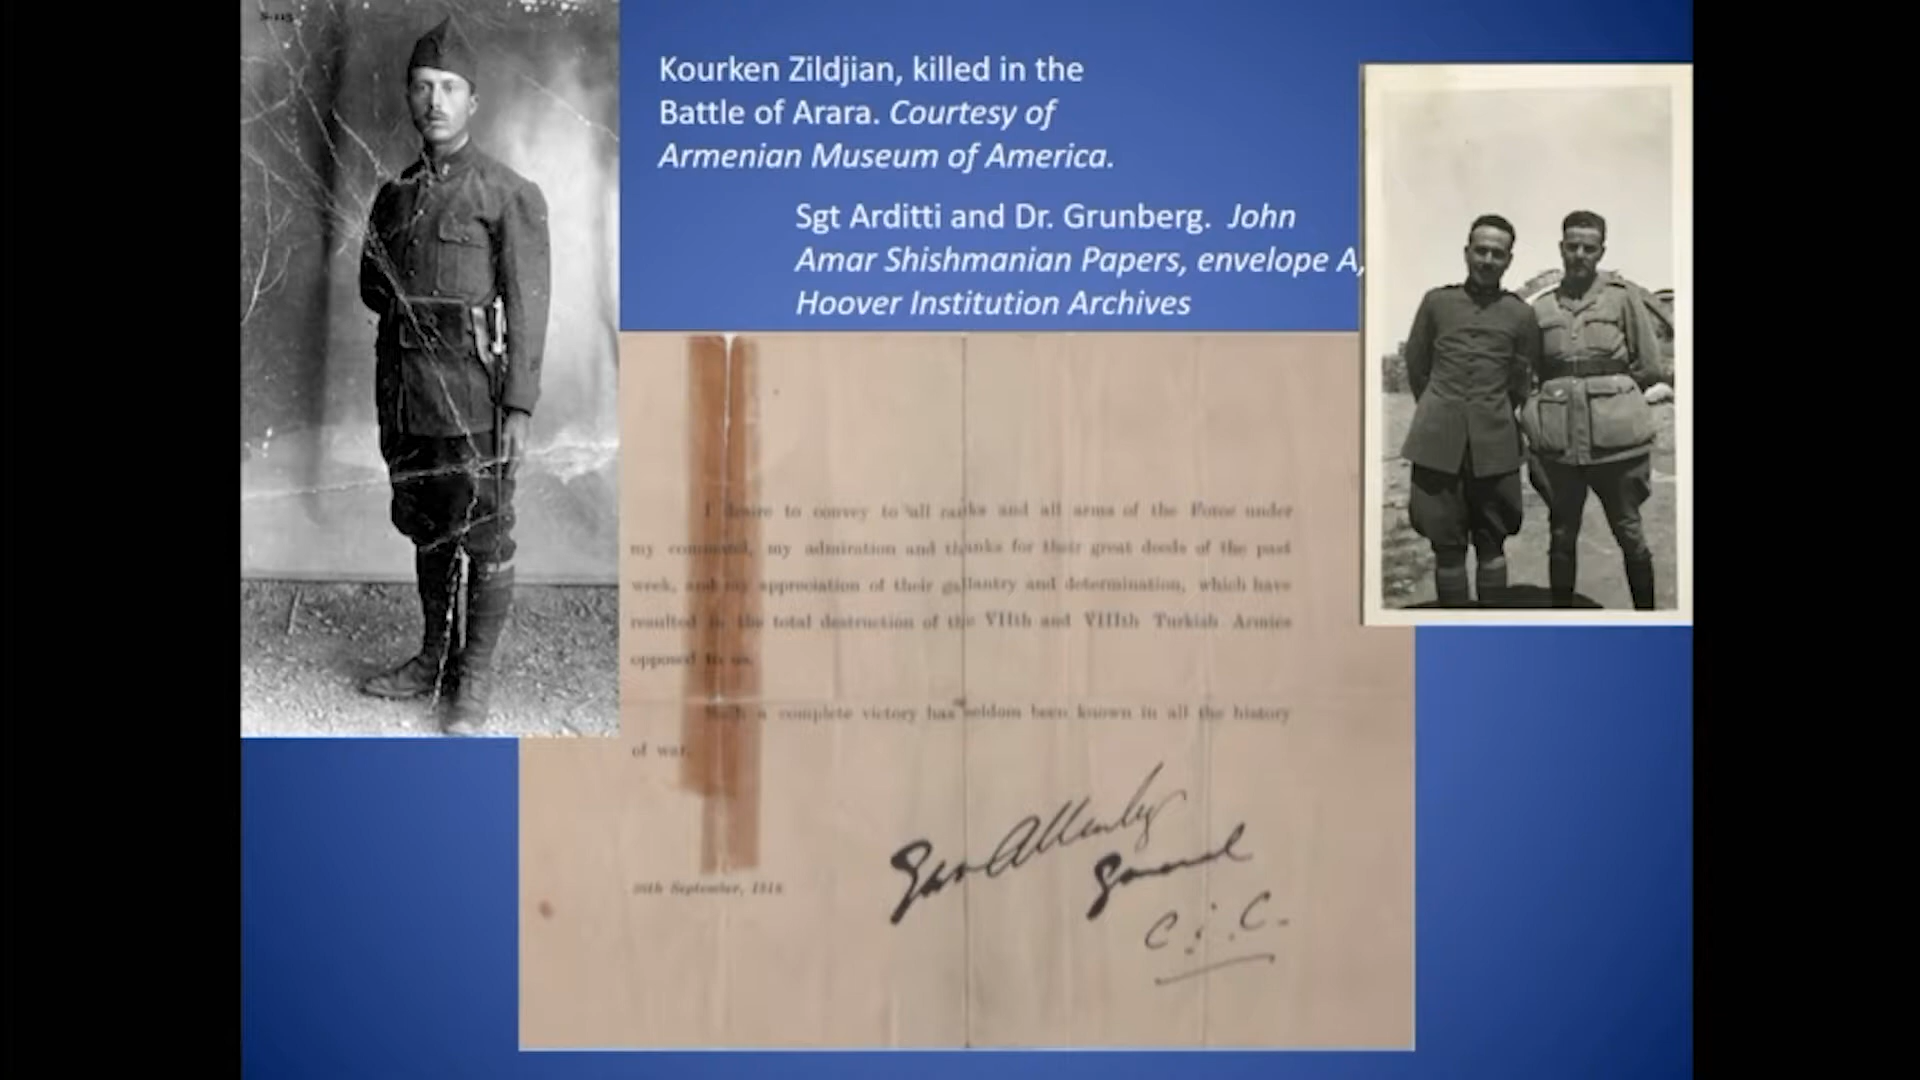 S-115
Kourken Zildjian, killed in the
Battle of Arara. Courtesy of
Armenian Museum of America.
Sgt Arditti and Dr. Grunberg. John
Amar Shishmanian Papers, envelope A,
Hoover Institution Archives
I desire to convey to all ranks and all arms of the Force under
my command, my admiration and thanks for their great deeds of the past
week, and my appreciation of their gallantry and determination, which have
resulted in the total destruction of the VIIth and VIIIth Turkish Armies
opposed to us.
Such a complete victory has seldom been known in all the history
of war.
Allenby
General
C. i. C.
26th September, 1918